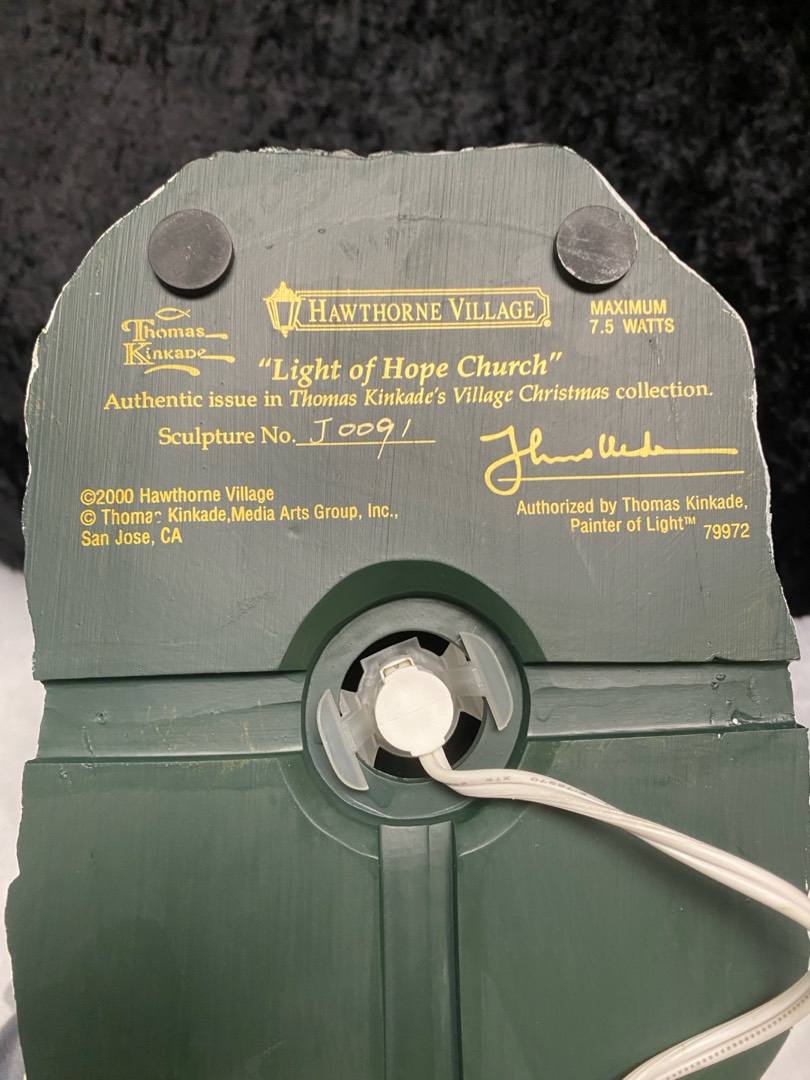 Thomas
Kinkade
HAWTHORNE VILLAGE
MAXIMUM
7.5 WATTS
"Light of Hope Church"
Authentic issue in Thomas Kinkade's Village Christmas collection.
Sculpture No. J0091
©2000 Hawthorne Village
© Thomas Kinkade,Media Arts Group, Inc.,
San Jose, CA
Authorized by Thomas Kinkade,
Painter of Light™ 79972